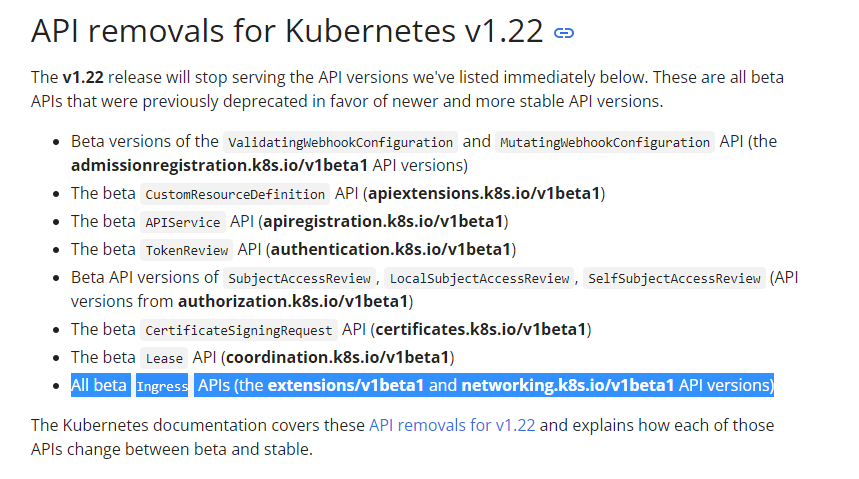 API removals for Kubernetes v1.22
The v1.22 release will stop serving the API versions we've listed immediately below. These are all beta
APIs that were previously deprecated in favor of newer and more stable API versions.
• Beta versions of the ValidatingWebhookConfiguration and MutatingWebhookConfiguration API (the
admissionregistration.k8s.io/v1beta1 API versions)
• The beta CustomResourceDefinition API (apiextensions.k8s.io/v1beta1)
• The beta APIService API (apiregistration.k8s.io/v1beta1)
• The beta TokenReview API (authentication.k8s.io/v1beta1)
• Beta API versions of SubjectAccessReview, LocalSubjectAccessReview, SelfSubjectAccessReview (API
versions from authorization.k8s.io/v1beta1)
• The beta CertificateSigningRequest API (certificates.k8s.io/v1beta1)
• The beta Lease API (coordination.k8s.io/v1beta1)
• All beta Ingress APIs (the extensions/v1beta1 and networking.k8s.io/v1beta1 API versions)
The Kubernetes documentation covers these API removals for v1.22 and explains how each of those
APIs change between beta and stable.